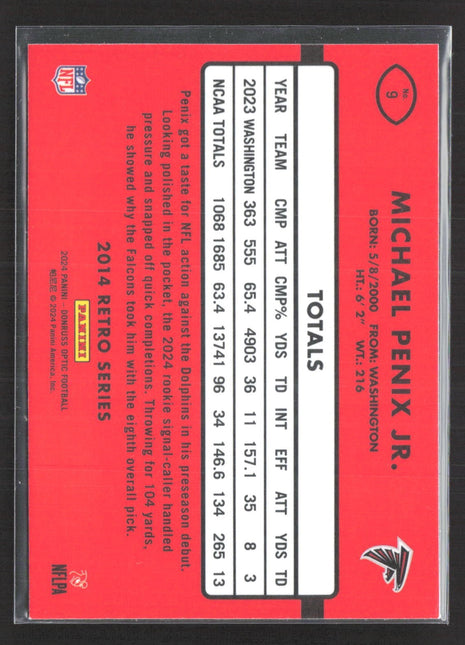 No
9
MICHAEL PENIX JR.
BORN: 5/8/2000 FROM: WASHINGTON
HT.: 6' 2" WT.: 216
TOTALS
YEAR TEAM CMP ATT CMP% YDS TD INT EFF ATT YDS TD
2023 WASHINGTON 363 555 65.4 4903 36 11 157.1 35 8 3
NCAA TOTALS 1068 1685 63.4 13741 96 34 146.6 134 265 13
Penix got a taste for NFL action against the Dolphins in his preseason debut.
Looking polished in the pocket, the 2024 rookie signal-caller handled
pressure and snapped off quick completions. Throwing for 104 yards,
he showed why the Falcons took him with the eighth overall pick.
2014 RETRO SERIES
PANINI
2024 PANINI - DONRUSS OPTIC FOOTBALL
© 2024 Panini America, Inc.
NFL
NFLPA